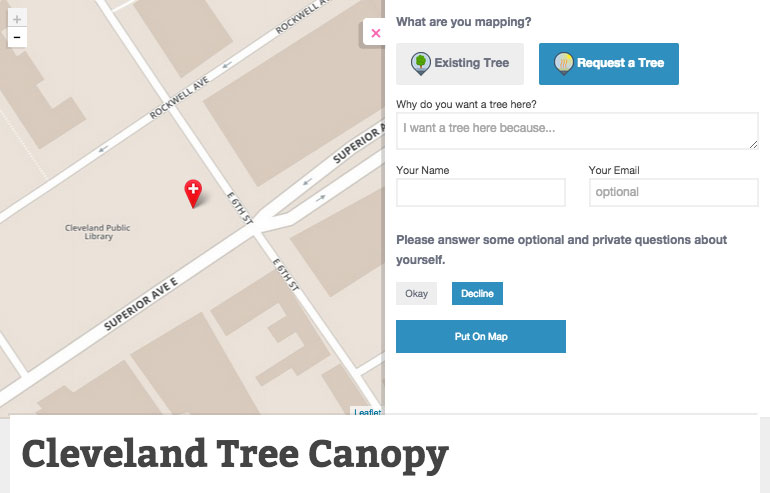 +
−
ROCKWELL AVE
ROCKWELL AVE
SUPERIOR A
E 6TH ST
Cleveland Public
Library
E 6TH ST
SUPERIOR AVE E
Leaflet
×
What are you mapping?
Existing Tree
Request a Tree
Why do you want a tree here?
I want a tree here because...
Your Name
Your Email
optional
Please answer some optional and private questions about
yourself.
Okay
Decline
Put On Map
Cleveland Tree Canopy